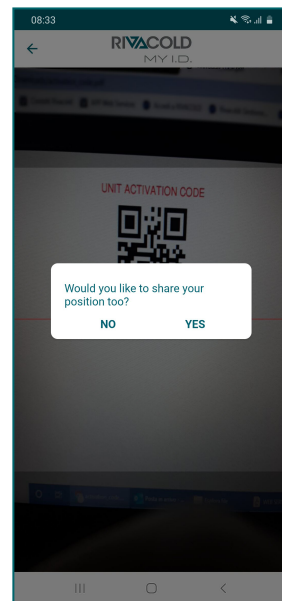 08:33
RIVACOLD
MY I.D.
UNIT ACTIVATION CODE
Would you like to share your
position too?
NO YES